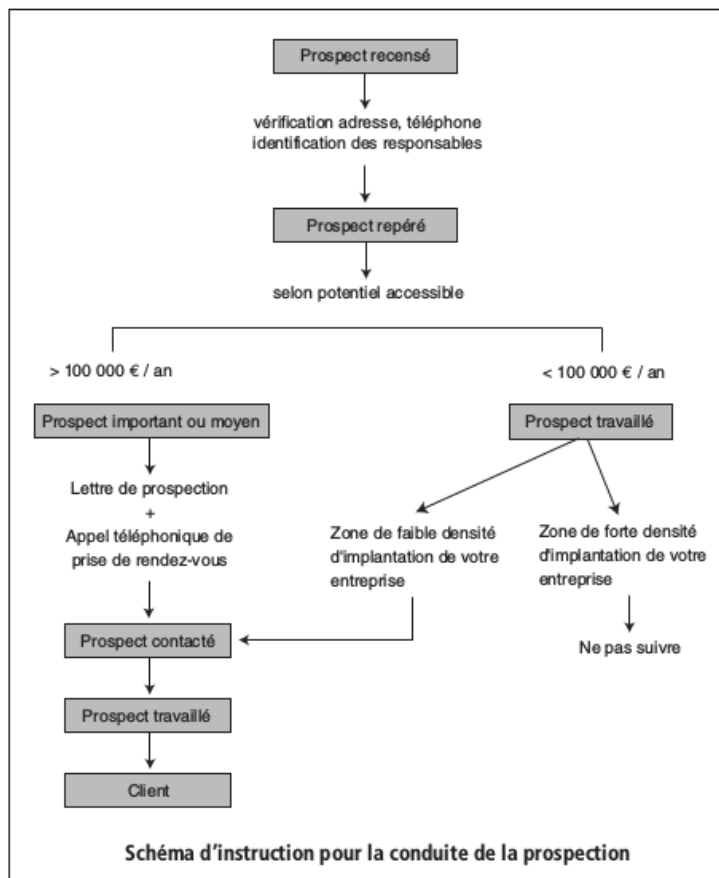 Prospect recensé
vérification adresse, téléphone
identification des responsables
Prospect repéré
selon potentiel accessible
> 100 000 € / an
< 100 000 € / an
Prospect important ou moyen
Prospect travaillé
Lettre de prospection
+
Appel téléphonique de
prise de rendez-vous
Zone de faible densité
d'implantation de votre
entreprise
Zone de forte densité
d'implantation de votre
entreprise
Prospect contacté
Ne pas suivre
Prospect travaillé
Client
Schéma d'instruction pour la conduite de la prospection